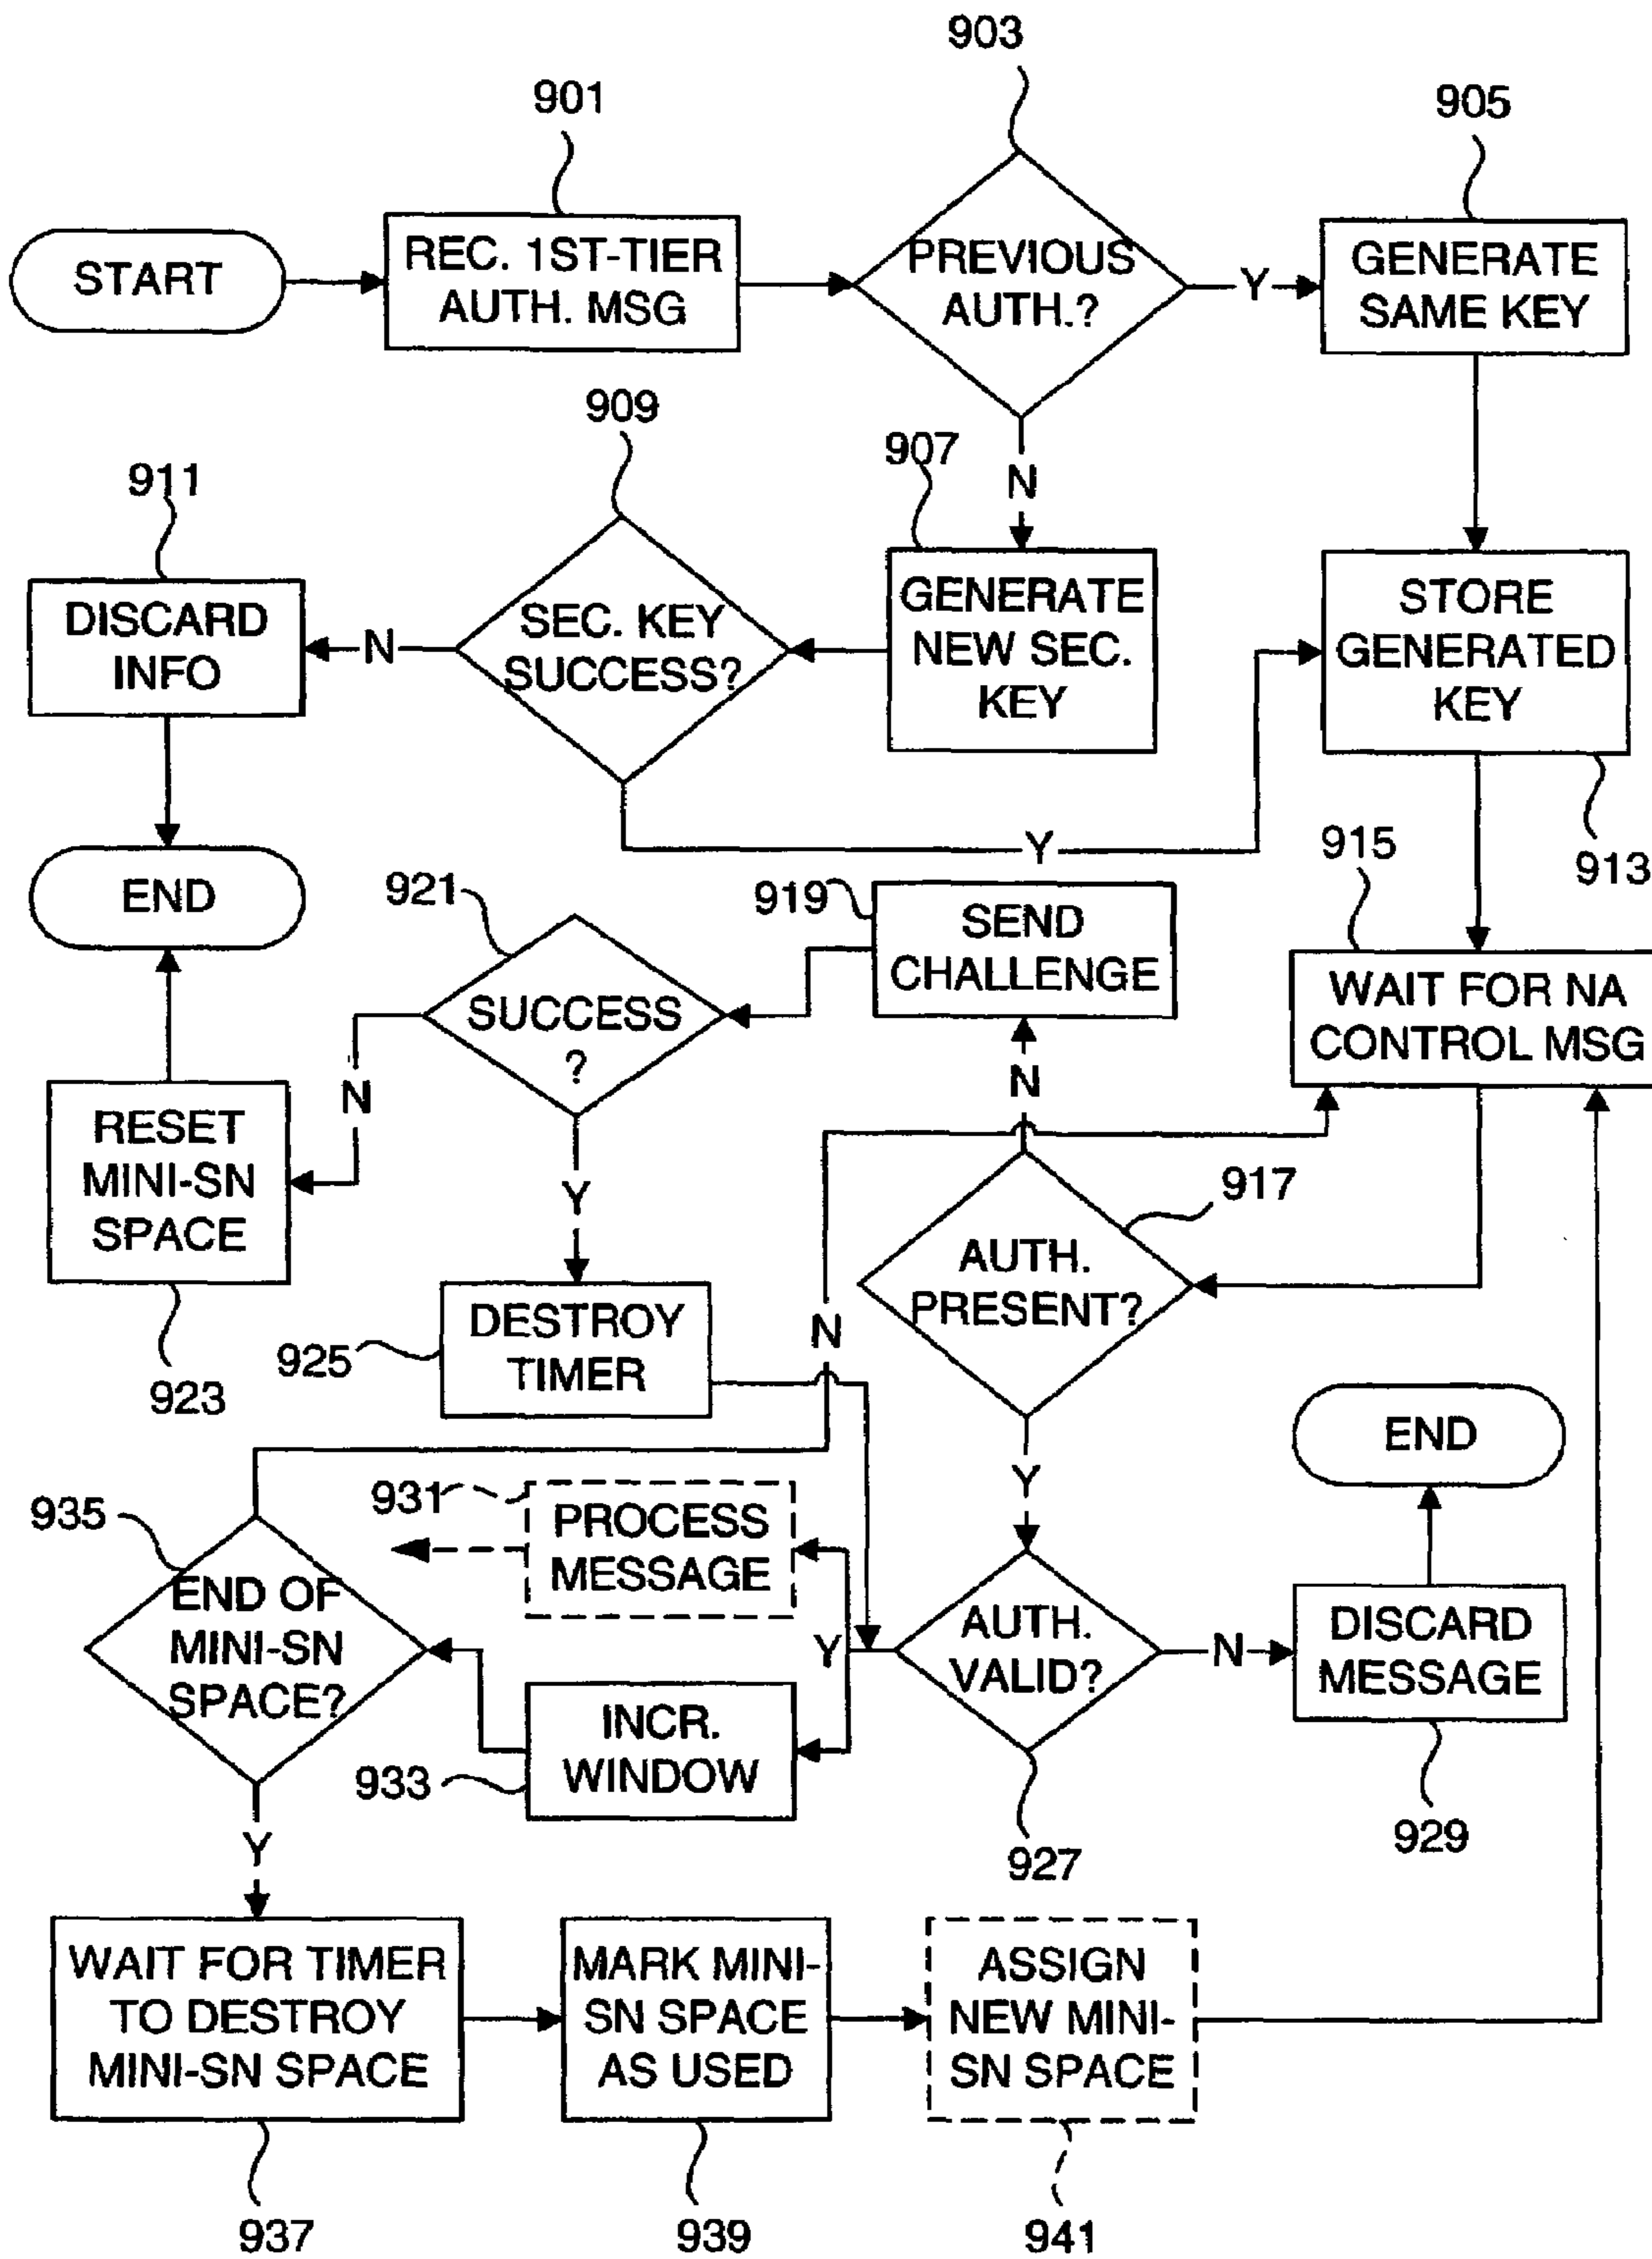 903
901
905
START
REC. 1ST-TIER
AUTH. MSG
PREVIOUS
AUTH.?
Y
GENERATE
SAME KEY
909
907
911
N
DISCARD
INFO
N
SEC. KEY
SUCCESS?
GENERATE
NEW SEC.
KEY
STORE
GENERATED
KEY
Y
915
913
END
921
919
SEND
CHALLENGE
SUCCESS
?
WAIT FOR NA
CONTROL MSG
N
N
RESET
MINI-SN
SPACE
Y
917
AUTH.
PRESENT?
923
925
DESTROY
TIMER
N
END
Y
931
935
PROCESS
MESSAGE
END OF
MINI-SN
SPACE?
Y
AUTH.
VALID?
N
DISCARD
MESSAGE
933
INCR.
WINDOW
927
929
Y
WAIT FOR TIMER
TO DESTROY
MINI-SN SPACE
MARK MINI-
SN SPACE
AS USED
ASSIGN
NEW MINI-
SN SPACE
937
939
941